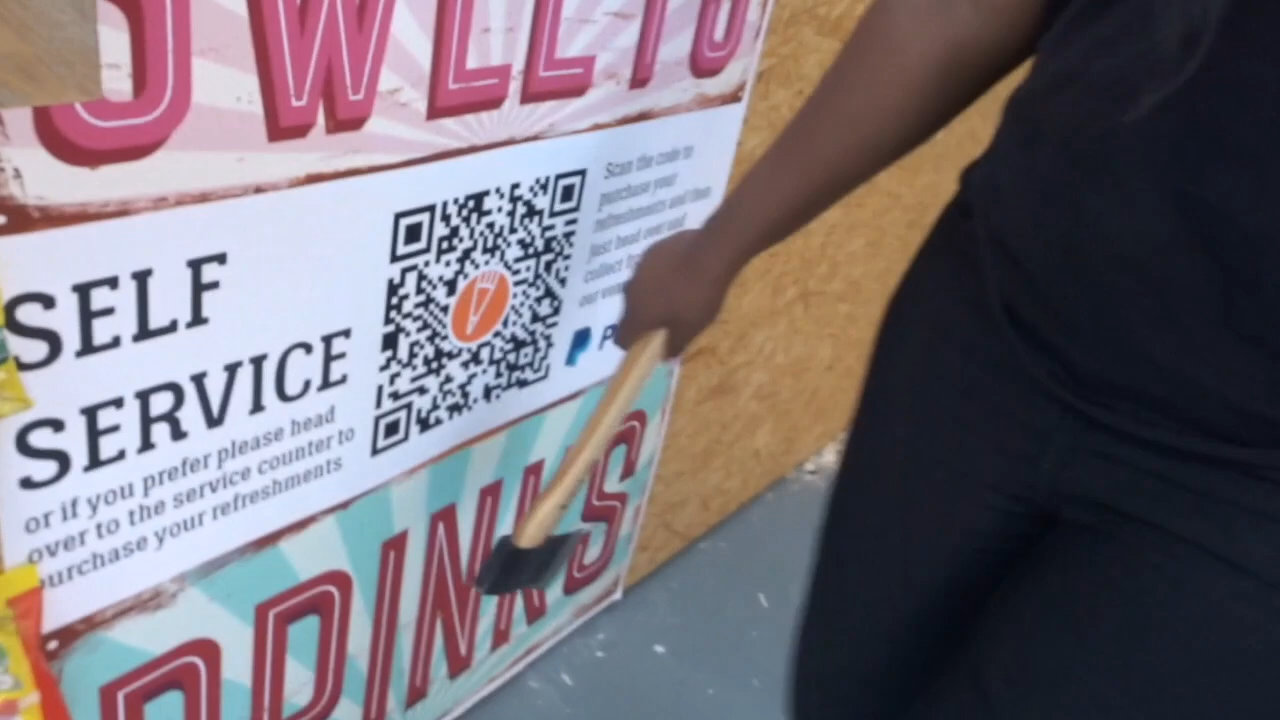 SWEETS
SELF
SERVICE
or if you prefer please head
over to the service counter to
purchase your refreshments
Scan the code to
purchase your
refreshments and then
just head over and
collect
our
P
DRINKS